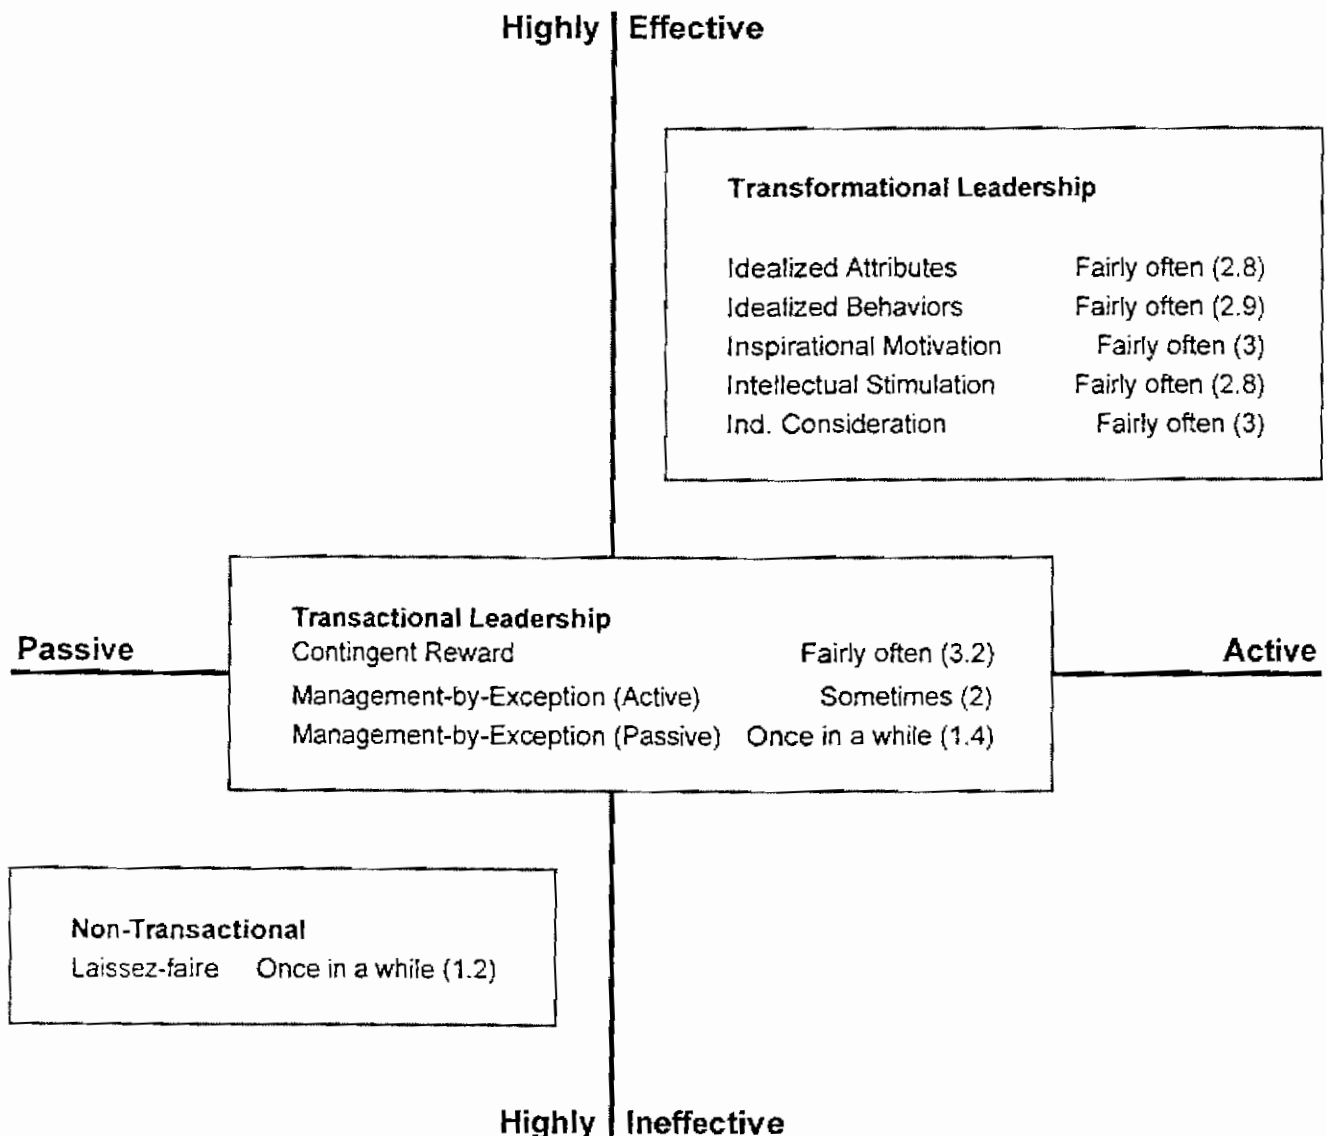 Highly Effective
Transformational Leadership
Idealized Attributes Fairly often (2.8)
Idealized Behaviors Fairly often (2.9)
Inspirational Motivation Fairly often (3)
Intellectual Stimulation Fairly often (2.8)
Ind. Consideration Fairly often (3)
Transactional Leadership
Passive
Contingent Reward Fairly often (3.2)
Active
Management-by-Exception (Active) Sometimes (2)
Management-by-Exception (Passive) Once in a while (1.4)
Non-Transactional
Laissez-faire Once in a while (1.2)
Highly Ineffective